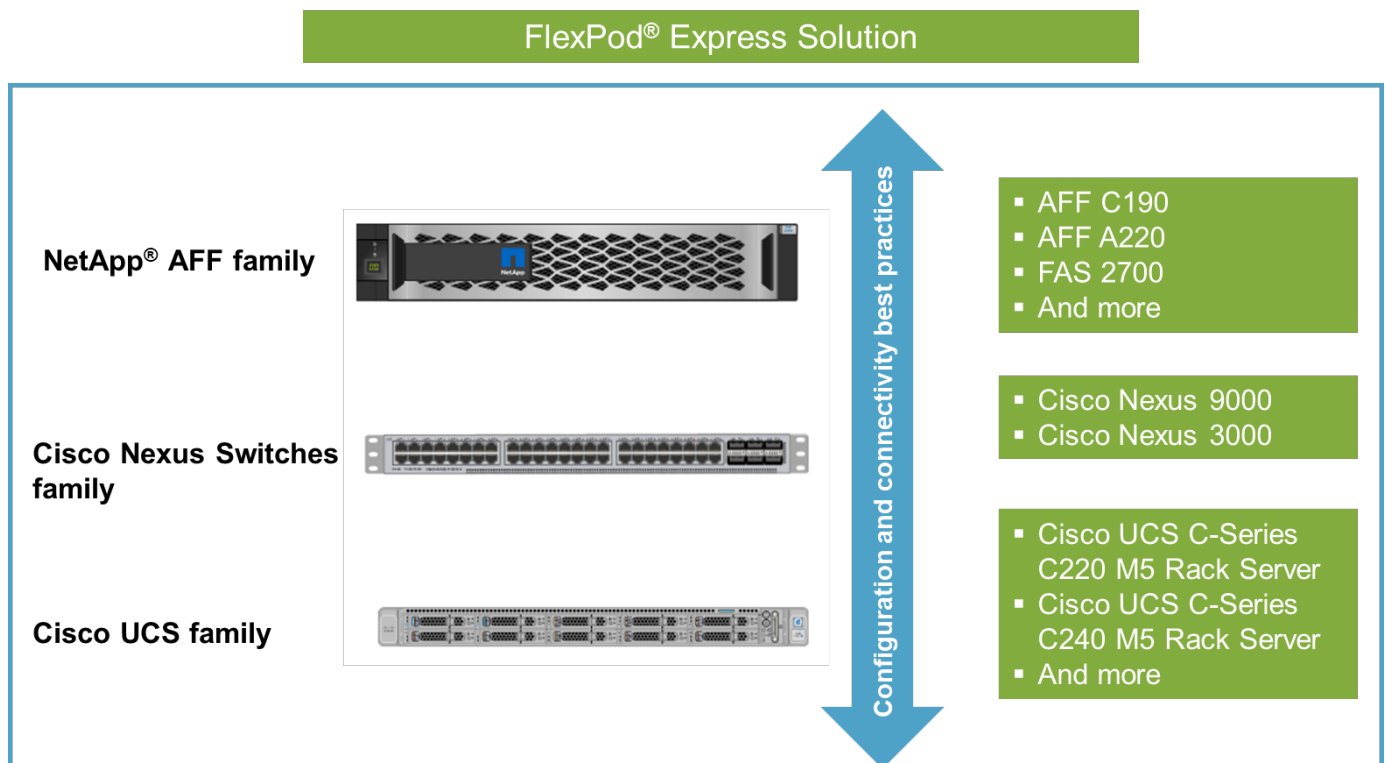 FlexPod® Express Solution
NetApp® AFF family
NetApp
Configuration and connectivity best practices
▪ AFF C190
▪ AFF A220
▪ FAS 2700
▪ And more
Cisco Nexus Switches
family
▪ Cisco Nexus 9000
▪ Cisco Nexus 3000
Cisco UCS family
▪ Cisco UCS C-Series
C220 M5 Rack Server
▪ Cisco UCS C-Series
C240 M5 Rack Server
▪ And more